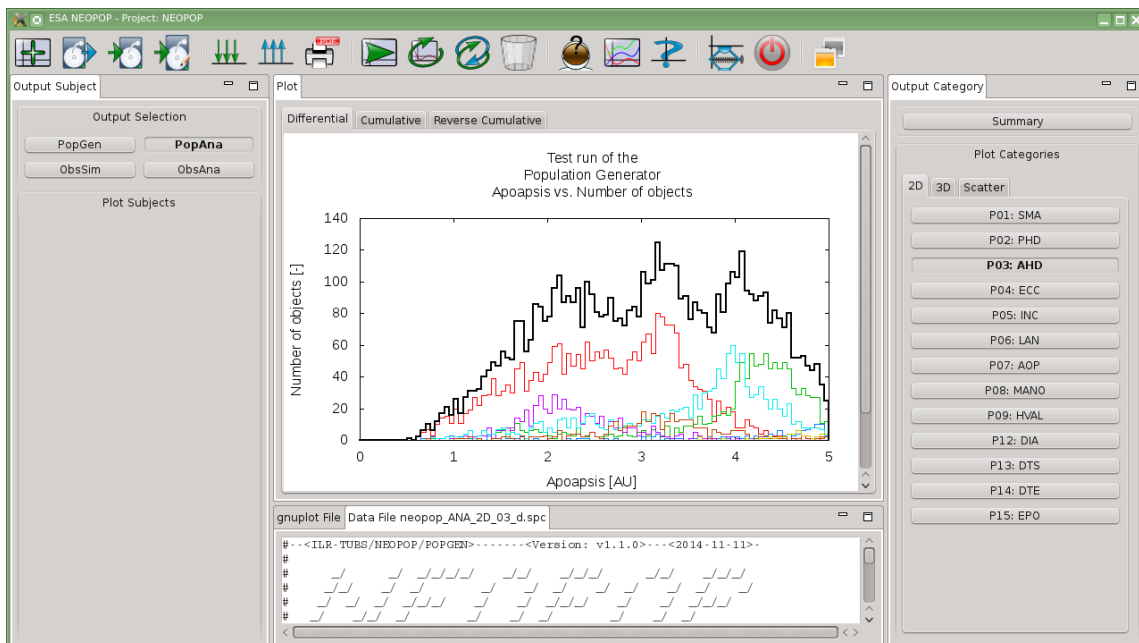 ESA NEOPOP - Project: NEOPOP
PDF
Output Subject
Output Selection
PopGen
PopAna
ObsSim
ObsAna
Plot Subjects
Plot
Differential
Cumulative
Reverse Cumulative
Test run of the
Population Generator
Apoapsis vs. Number of objects
Number of objects [-]
140
120
100
80
60
40
20
0
0 1 2 3 4 5
Apoapsis [AU]
gnuplot File
Data File neopop_ANA_2D_03_d.spc
#--<ILR-TUBS/NEOPOP/POPGEN>-------<Version: v1.1.0>---<2014-11-11>-
#
#
#
#
#
Output Category
Summary
Plot Categories
2D
3D
Scatter
P01: SMA
P02: PHD
P03: AHD
P04: ECC
P05: INC
P06: LAN
P07: AOP
P08: MANO
P09: HVAL
P12: DIA
P13: DTS
P14: DTE
P15: EPO